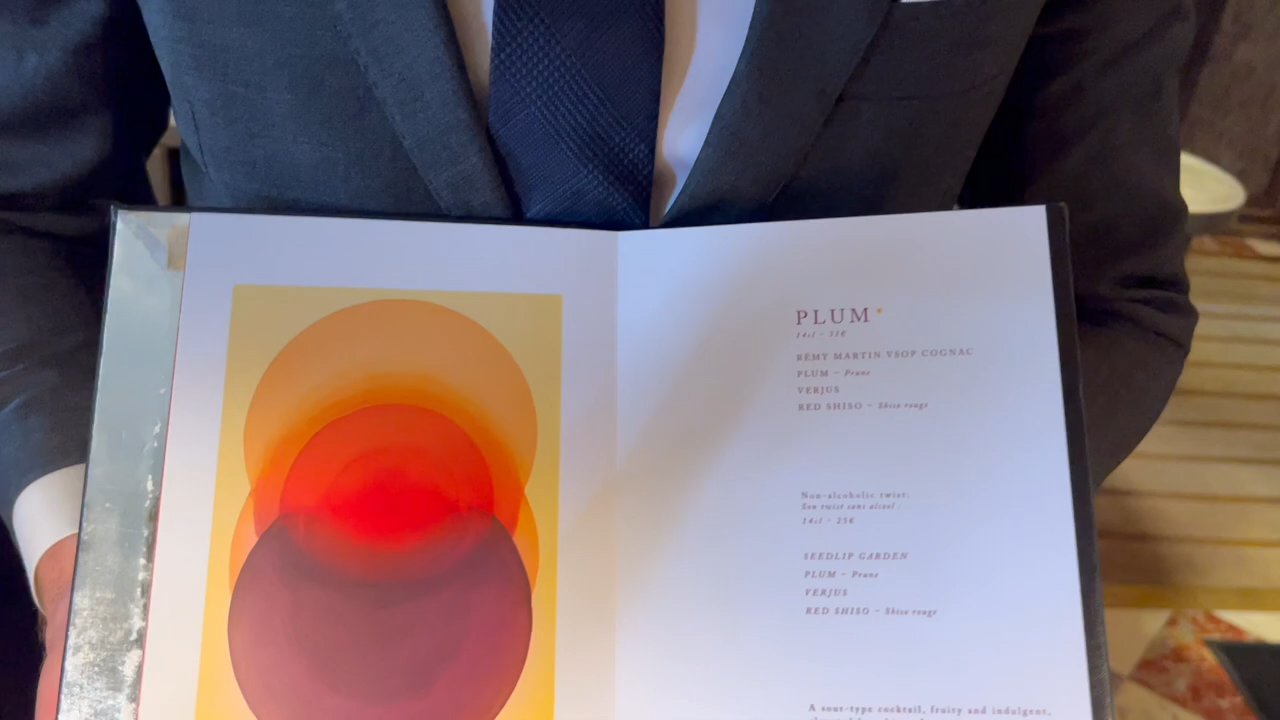 PLUM*
14cl - 31€
RÉMY MARTIN VSOP COGNAC
PLUM - Prune
VERJUS
RED SHISO - Shiso rouge
Non-alcoholic twist:
Son twist sans alcool :
14cl - 25€
SEEDLIP GARDEN
PLUM - Prune
VERJUS
RED SHISO - Shiso rouge
A sour-type cocktail, fruity and indulgent,